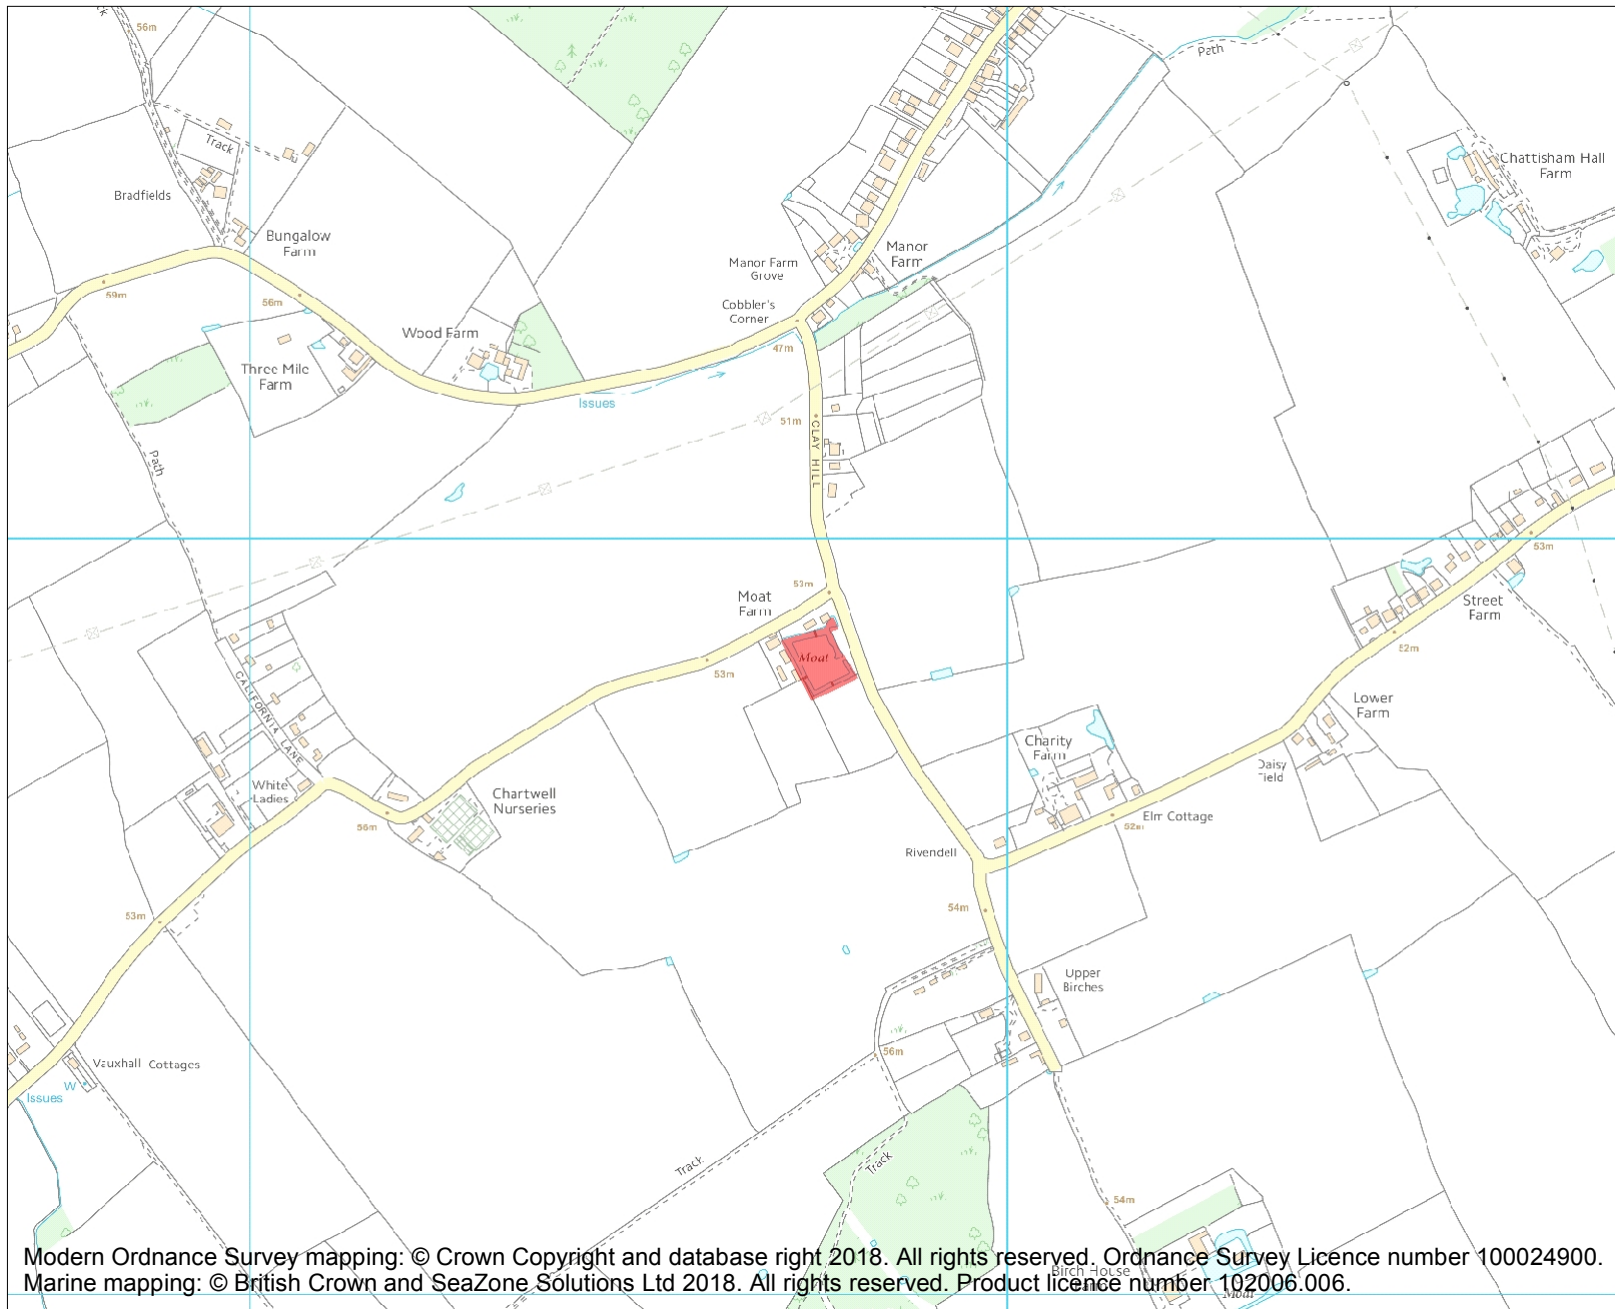 56m
Path
Track
Bradfields
Chattisham Hall
Farm
Bungalow
Farm
Manor
Farm
Manor Farm
Grove
59m
56m
Cobbler's
Corner
Wood Farm
47m
Three Mile
Farm
Issues
51m
CLAY HILL
Path
53m
Moat
Farm
Street
Farm
Moat
53m
52m
CALIFORNIA LANE
Lower
Farm
Charity
Farm
Daisy
Field
White
Ladies
Chartwell
Nurseries
Elm Cottage
52m
56m
Rivendell
54m
53m
Upper
Birches
56m
Vauxhall Cottages
W
Issues
Track
Track
54m
Modern Ordnance Survey mapping: © Crown Copyright and database right 2018. All rights reserved. Ordnance Survey Licence number 100024900.
Birch House
Marine mapping: © British Crown and SeaZone Solutions Ltd 2018. All rights reserved. Product licence number 102006.006.
Farm
Moat